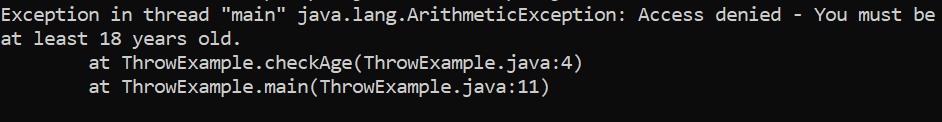 Exception in thread "main" java.lang.ArithmeticException: Access denied - You must be
at least 18 years old.
        at ThrowExample.checkAge(ThrowExample.java:4)
        at ThrowExample.main(ThrowExample.java:11)